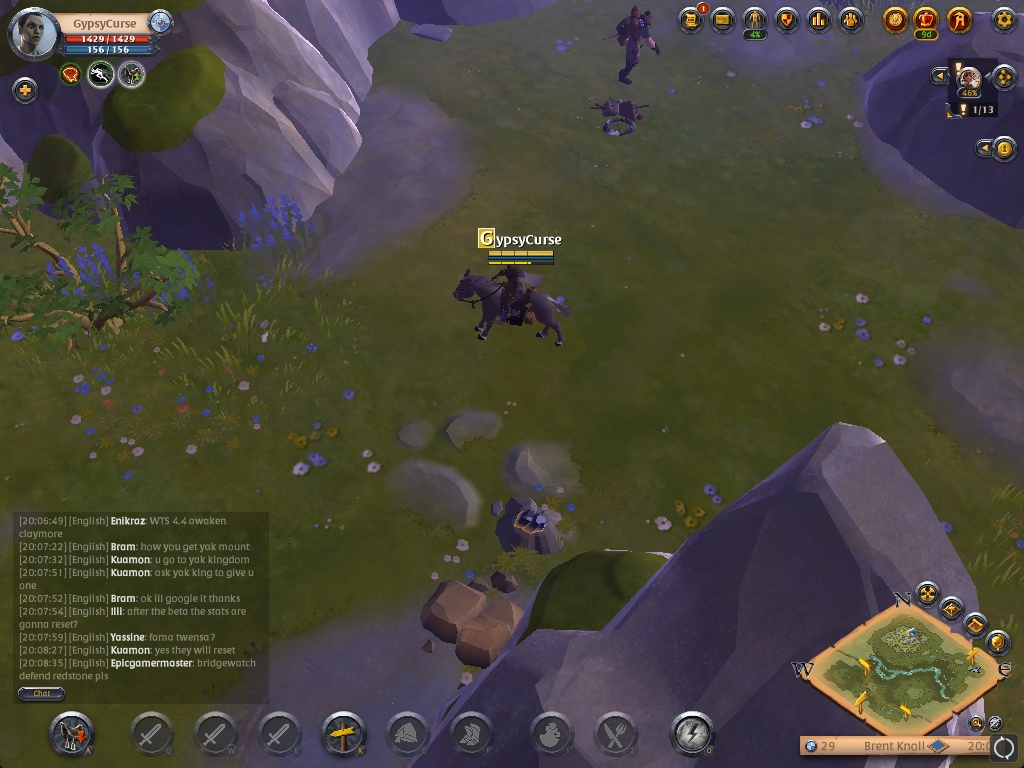 GypsyCurse
1429 / 1429
156 / 156
1
4%
9d
46%
1/13
GypsyCurse
[20:06:49] [English] Enikraz: WTS 4.4 awaken
claymore
[20:07:22] [English] Bram: how you get yak mount
[20:07:32] [English] Kuamon: u go to yak kingdom
[20:07:51] [English] Kuamon: ask yak king to give u
one
[20:07:52] [English] Bram: ok ill google it thanks
[20:07:54] [English] Ilii: after the beta the stats are
gonna reset?
[20:07:59] [English] Yassine: fama twensa?
[20:08:27] [English] Kuamon: yes they will reset
[20:08:35] [English] Epicgamermaster: bridgewatch
defend redstone pls
Chat
A
Q
W
E
R
D
F
N
W
E
29
Brent Knoll